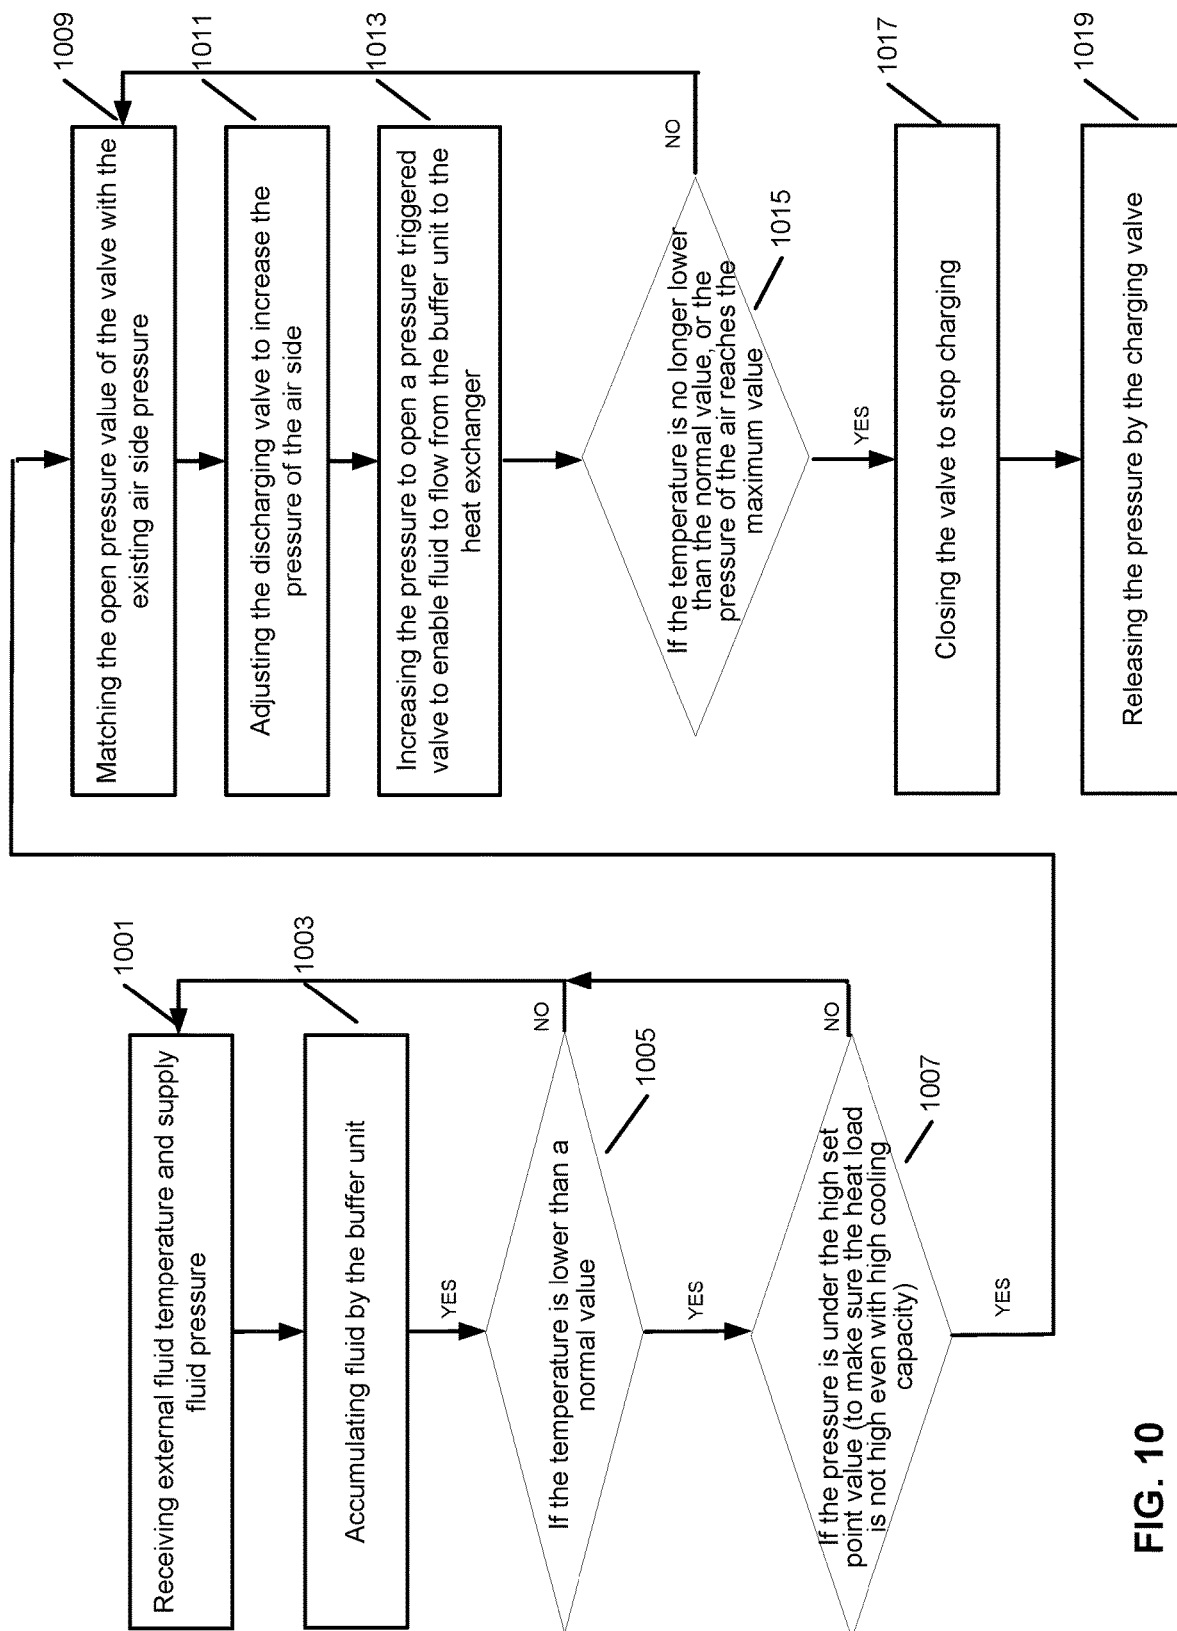 1001
Receiving external fluid temperature and supply
fluid pressure
1003
Accumulating fluid by the buffer unit
YES
NO
If the temperature is lower than a
normal value
1005
YES
NO
If the pressure is under the high set
point value (to make sure the heat load
is not high even with high cooling
capacity)
1007
YES
1009
Matching the open pressure value of the valve with the
existing air side pressure
1011
Adjusting the discharging valve to increase the
pressure of the air side
1013
Increasing the pressure to open a pressure triggered
valve to enable fluid to flow from the buffer unit to the
heat exchanger
NO
If the temperature is no longer lower
than the normal value, or the
pressure of the air reaches the
maximum value
1015
YES
1017
Closing the valve to stop charging
1019
Releasing the pressure by the charging valve
FIG. 10